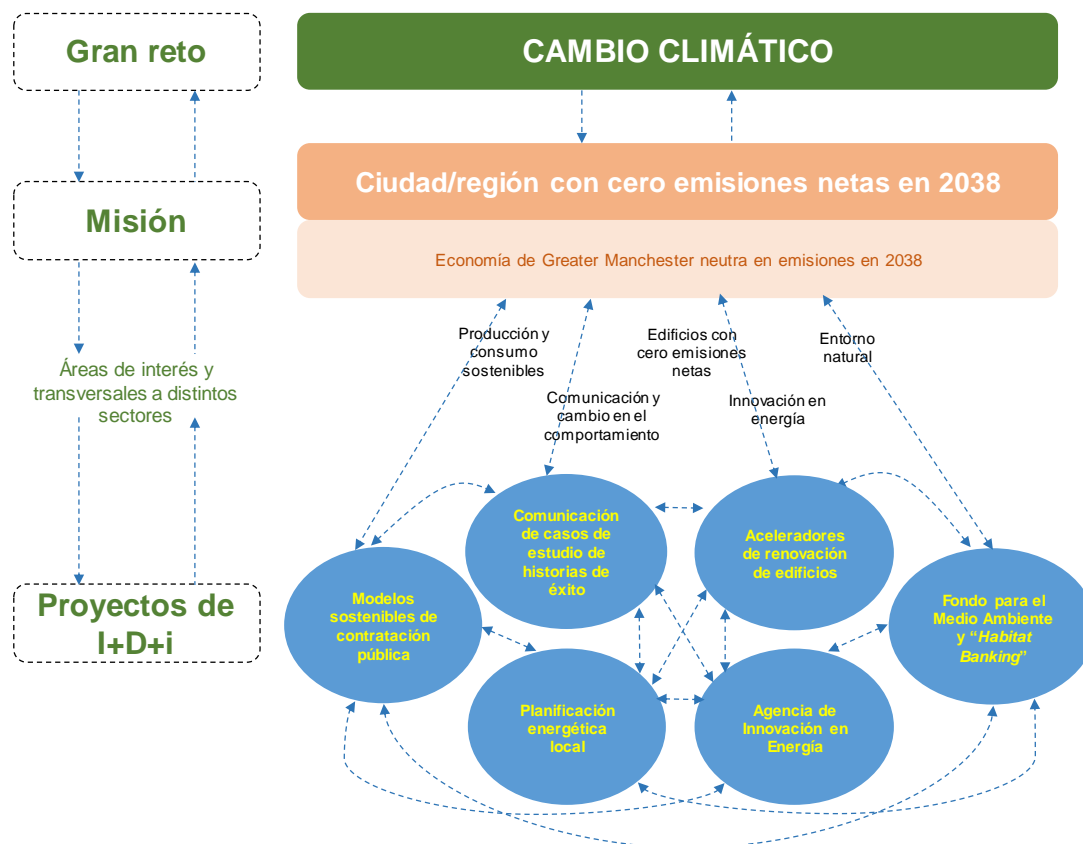 Gran reto
CAMBIO CLIMÁTICO
Misión
Ciudad/región con cero emisiones netas en 2038
Economía de Greater Manchester neutra en emisiones en 2038
Áreas de interés y
transversales a distintos
sectores
Producción y
consumo
sostenibles
Comunicación y
cambio en el
comportamiento
Edificios con
cero emisiones
netas
Innovación en
energía
Entorno
natural
Proyectos de
I+D+i
Modelos
sostenibles de
contratación
pública
Comunicación
de casos de
estudio de
historias de
éxito
Aceleradores
de renovación
de edificios
Fondo para el
Medio Ambiente
y “Habitat
Banking”
Planificación
energética
local
Agencia de
Innovación en
Energía